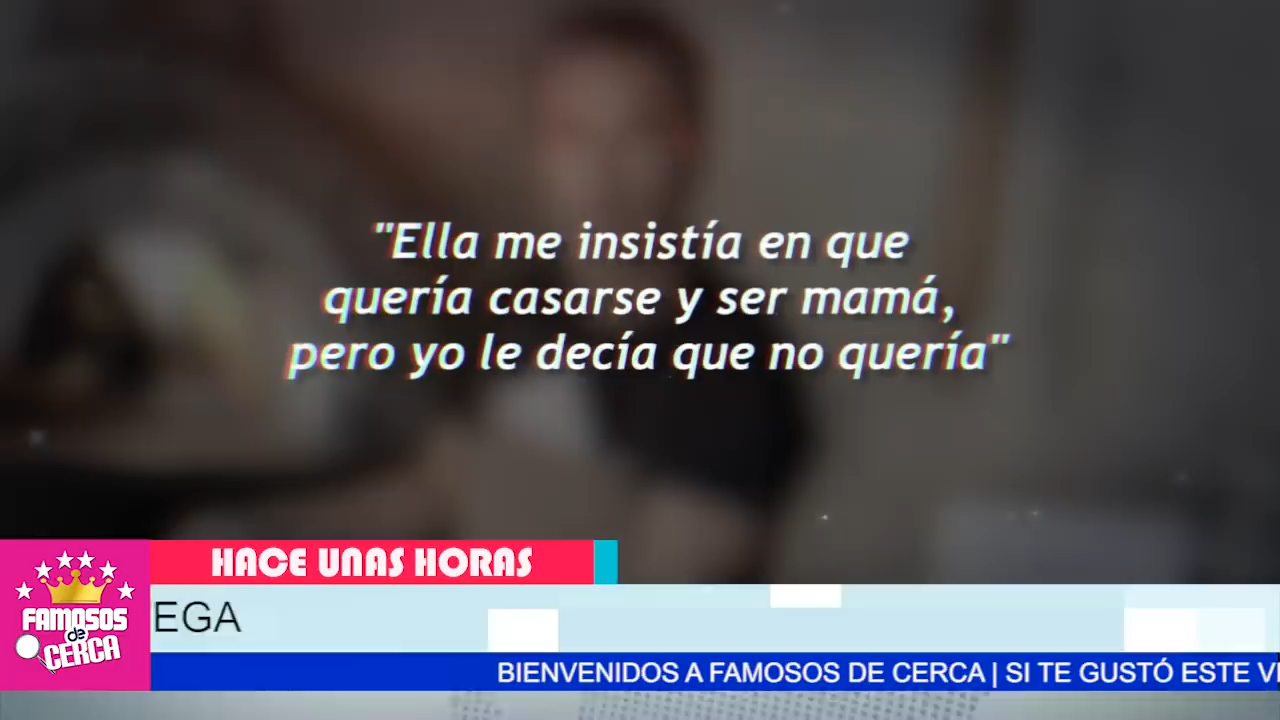 "Ella me insistía en que
quería casarse y ser mamá,
pero yo le decía que no quería"
HACE UNAS HORAS
FAMOSOS
de
CERCA
EGA
BIENVENIDOS A FAMOSOS DE CERCA | SI TE GUSTÓ ESTE